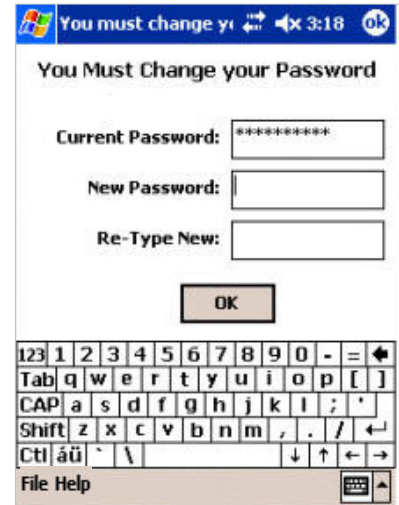 You must change yo 3:18 ok
You Must Change your Password
Current Password: **********
New Password:
Re-Type New:
OK
123 1 2 3 4 5 6 7 8 9 0 - =
Tab q w e r t y u i o p [ ]
CAP a s d f g h j k l ; '
Shift z x c v b n m , . /
Ctl áü ` \ ↓ ↑ ← →
File Help